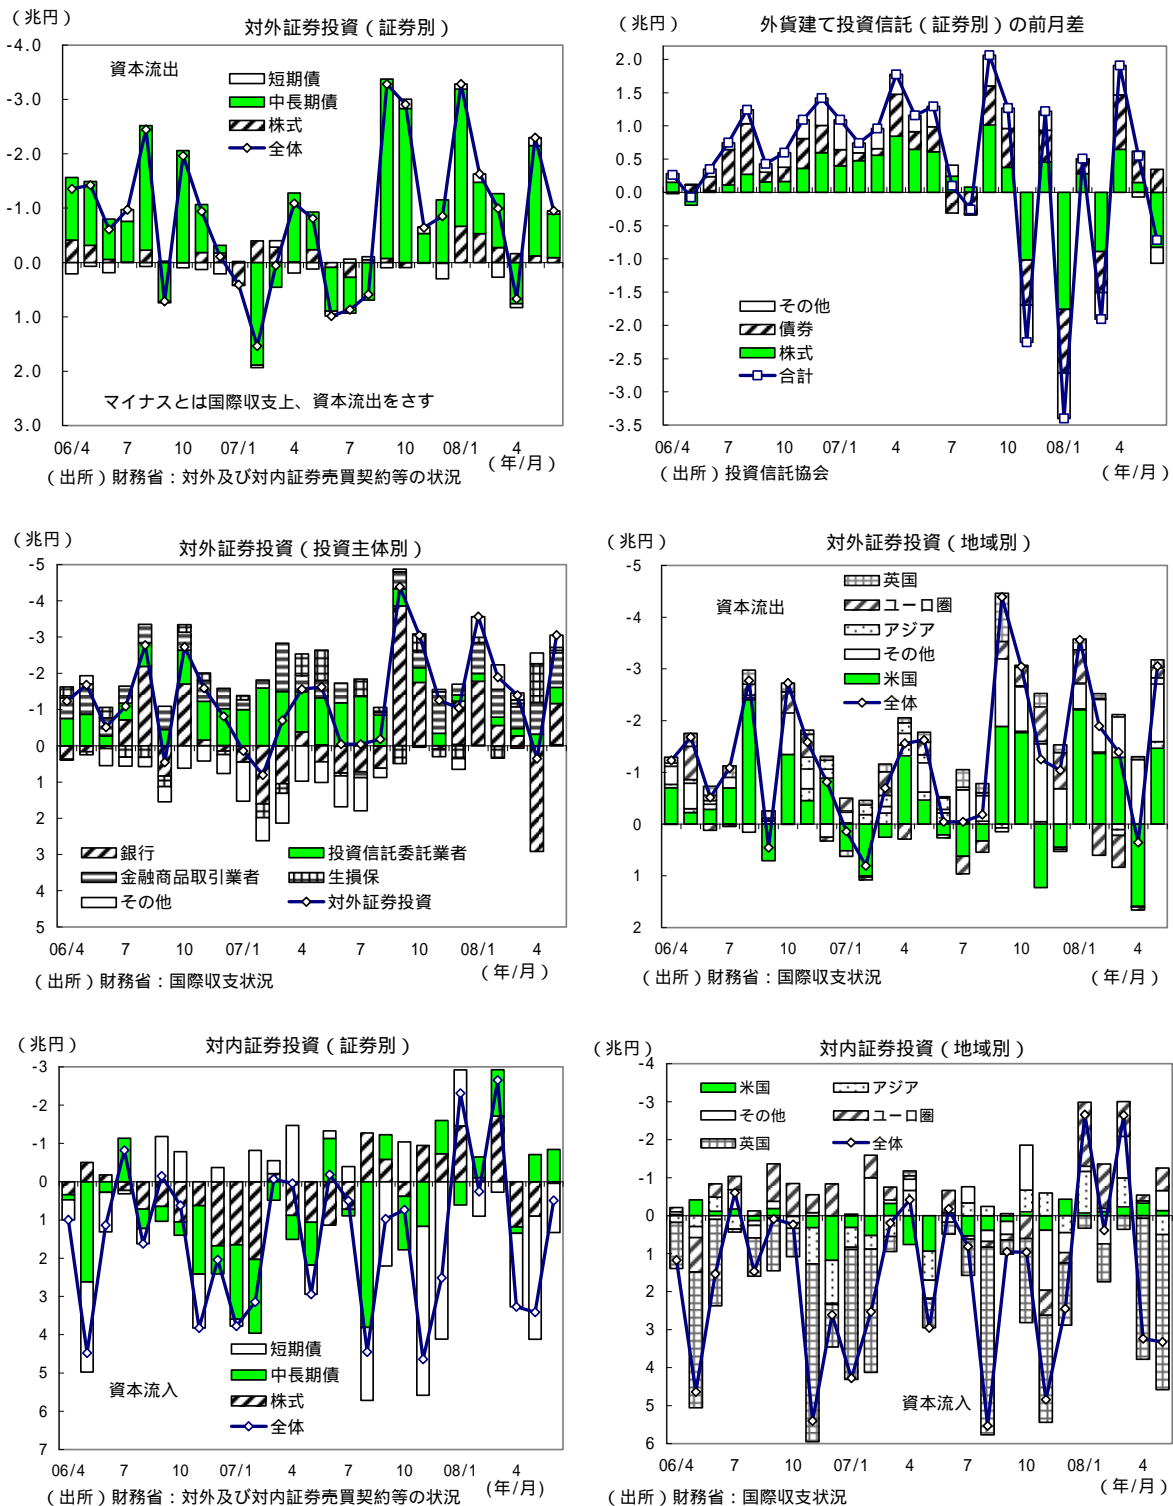 （兆円）
対外証券投資（証券別）
-4.0
-3.0
-2.0
-1.0
0.0
1.0
2.0
3.0
資本流出
短期債
中長期債
株式
全体
マイナスとは国際収支上、資本流出をさす
06/4 7 10 07/1 4 7 10 08/1 4
（年/月）
（出所）財務省：対外及び対内証券売買契約等の状況
（兆円）
外貨建て投資信託（証券別）の前月差
2.0
1.5
1.0
0.5
0.0
-0.5
-1.0
-1.5
-2.0
-2.5
-3.0
-3.5
その他
債券
株式
合計
06/4 7 10 07/1 4 7 10 08/1 4
（年/月）
（出所）投資信託協会
（兆円）
対外証券投資（投資主体別）
-5
-4
-3
-2
-1
0
1
2
3
4
5
銀行 投資信託委託業者
金融商品取引業者 生損保
その他 対外証券投資
06/4 7 10 07/1 4 7 10 08/1 4
（年/月）
（出所）財務省：国際収支状況
（兆円）
対外証券投資（地域別）
-5
-4
-3
-2
-1
0
1
2
資本流出
英国
ユーロ圏
アジア
その他
米国
全体
06/4 7 10 07/1 4 7 10 08/1 4
（年/月）
（出所）財務省：国際収支状況
（兆円）
対内証券投資（証券別）
-3
-2
-1
0
1
2
3
4
5
6
7
資本流入
短期債
中長期債
株式
全体
06/4 7 10 07/1 4 7 10 08/1 4
(年/月)
（出所）財務省：対外及び対内証券売買契約等の状況
（兆円）
対内証券投資（地域別）
-4
-3
-2
-1
0
1
2
3
4
5
6
米国 アジア
その他 ユーロ圏
英国 全体
資本流入
06/4 7 10 07/1 4 7 10 08/1 4
（年/月）
（出所）財務省：国際収支状況